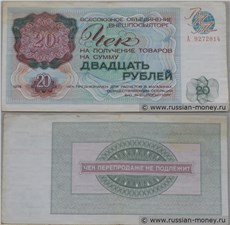 ВСЕСОЮЗНОЕ ОБЪЕДИНЕНИЕ
"ВНЕШПОСЫЛТОРГ"
20
Чек
НА ПОЛУЧЕНИЕ ТОВАРОВ
НА СУММУ
ДВАДЦАТЬ
РУБЛЕЙ
20
20
ЧЕК ПЕРЕПРОДАЖЕ НЕ ПОДЛЕЖИТ
© www.russian-money.ru
© www.russian-money.ru